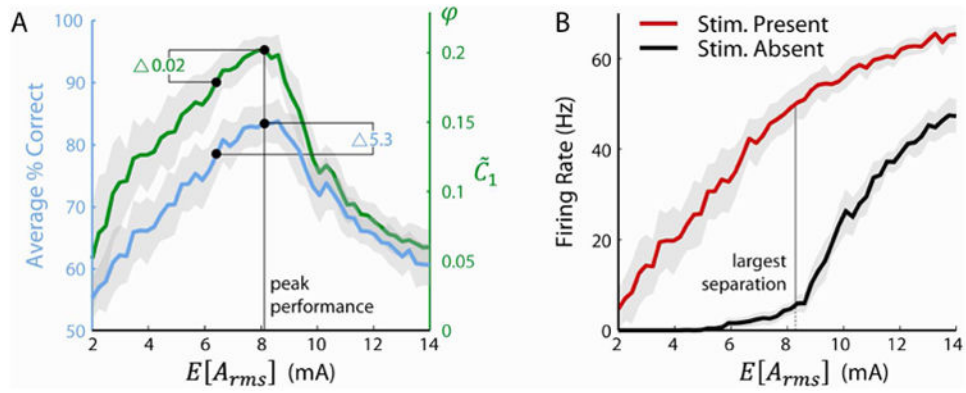 A
100
90
80
70
60
50
Average % Correct
△0.02
△5.3
peak
performance
φ
0.2
0.15
0.1
0.05
0
C̃₁
2 4 6 8 10 12 14
E[A_rms] (mA)
B
Stim. Present
Stim. Absent
60
40
20
0
Firing Rate (Hz)
largest
separation
2 4 6 8 10 12 14
E[A_rms] (mA)